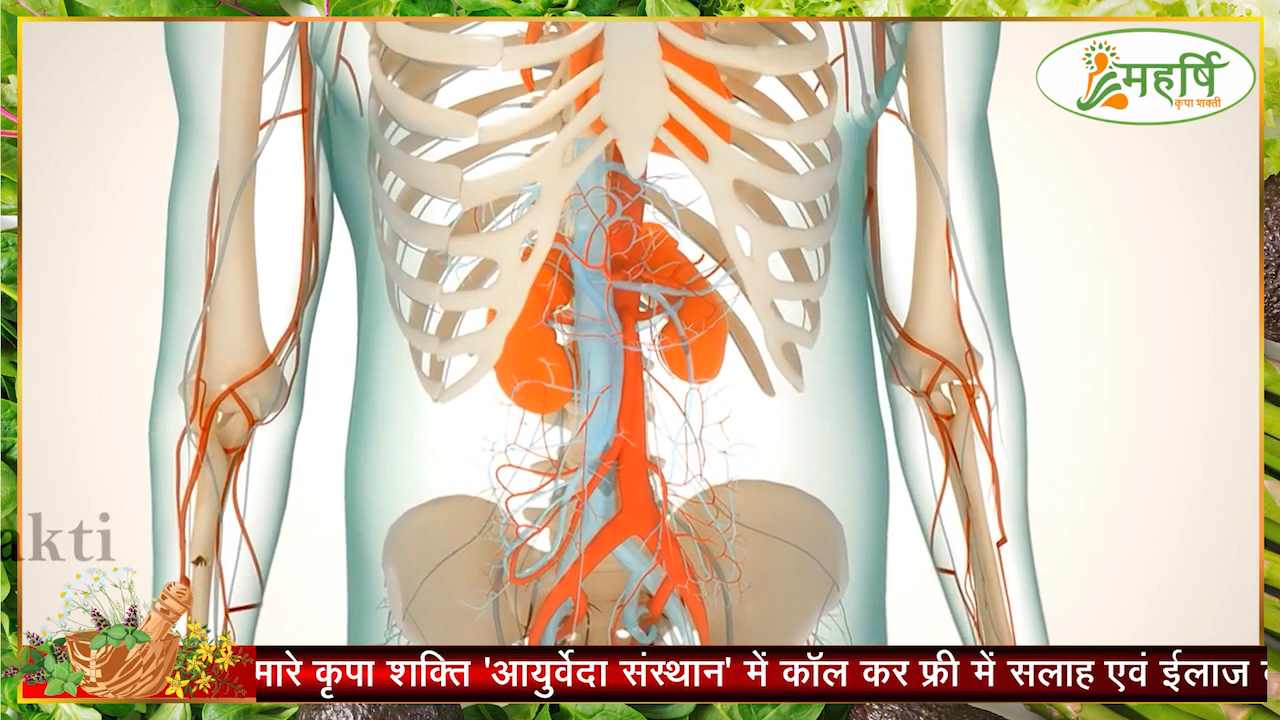 महर्षि
कृपा शक्ती
akti
मारे कृपा शक्ति 'आयुर्वेदा संस्थान' में कॉल कर फ्री में सलाह एवं ईलाज